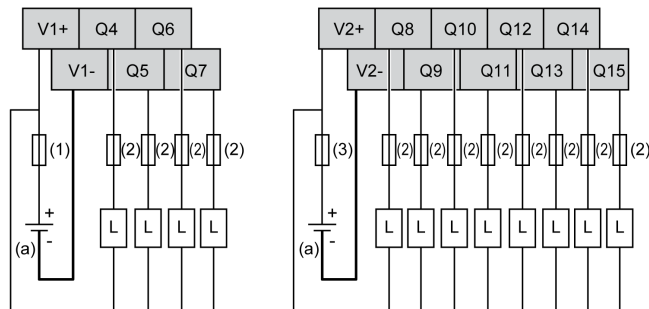 V1+ Q4 Q6 V2+ Q8 Q10 Q12 Q14
V1- Q5 Q7 V2- Q9 Q11 Q13 Q15
(1) (2) (2) (2) (2) (3) (2) (2) (2) (2) (2) (2) (2) (2)
+ +
L L L L L L L L L L L L
(a) - (a) -